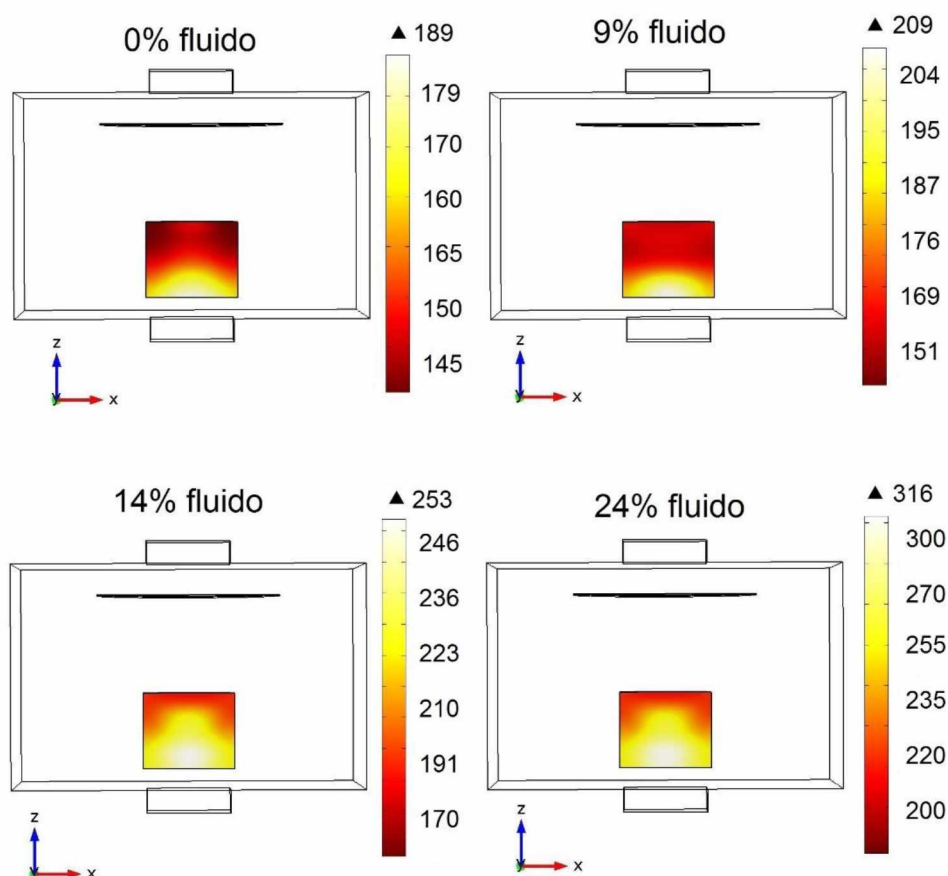 0% fluido
▲ 189
179
170
160
165
150
145
z
y
x
9% fluido
▲ 209
204
195
187
176
169
151
z
y
x
14% fluido
▲ 253
246
236
223
210
191
170
z
y
x
24% fluido
▲ 316
300
270
255
235
220
200
z
y
x